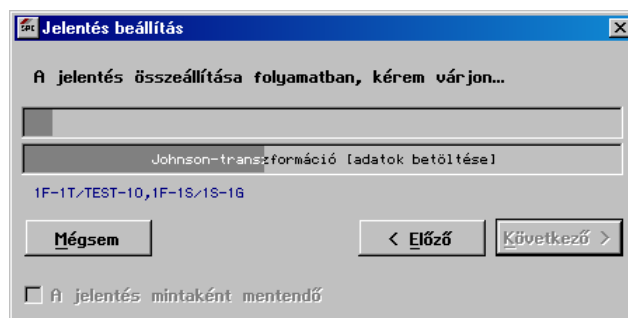 SPC Jelentés beállítás
A jelentés összeállítása folyamatban, kérem várjon...
Johnson-transzformáció [adatok betöltése]
1F-1T/TEST-10,1F-1S/1S-1G
Mégsem < Előző Következő >
A jelentés mintaként mentendő